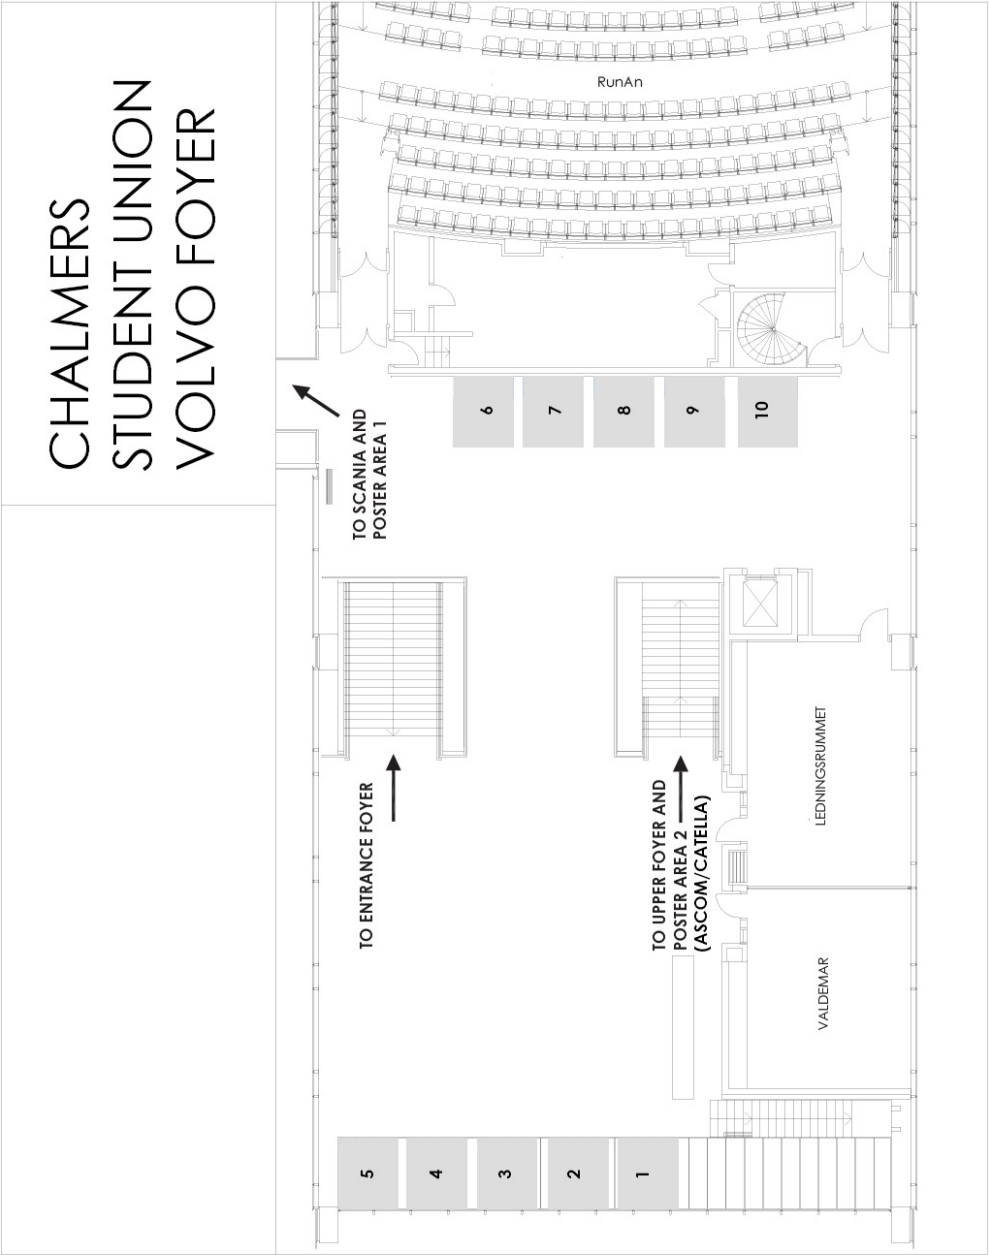 CHALMERS
STUDENT UNION
VOLVO FOYER
RunAn
TO SCANIA AND
POSTER AREA 1
6
7
8
9
10
TO ENTRANCE FOYER
TO UPPER FOYER AND
POSTER AREA 2
(ASCOM/CATELLA)
LEDNINGSRUMMET
VALDEMAR
5
4
3
2
1